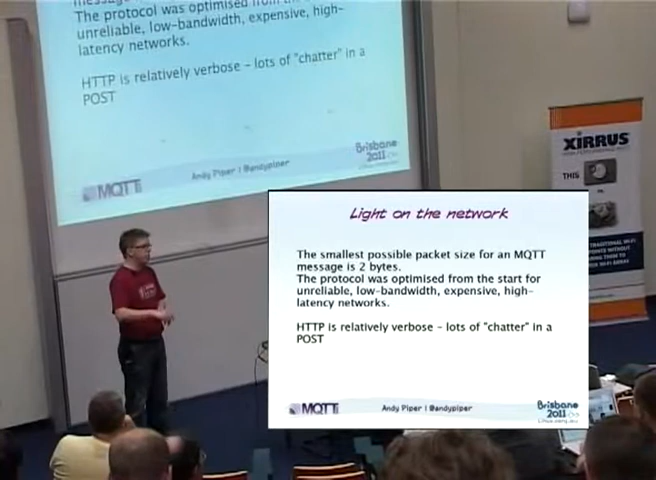 The protocol was optimised from the
unreliable, low-bandwidth, expensive, high-
latency networks.
HTTP is relatively verbose – lots of "chatter" in a
POST
MQTT
Andy Piper | @andypiper
Brisbane
2011
XIRRUS
THIS
TRADITIONAL WI-FI
Light on the network
The smallest possible packet size for an MQTT
message is 2 bytes.
The protocol was optimised from the start for
unreliable, low-bandwidth, expensive, high-
latency networks.
HTTP is relatively verbose – lots of "chatter" in a
POST
MQTT
Andy Piper | @andypiper
Brisbane
2011